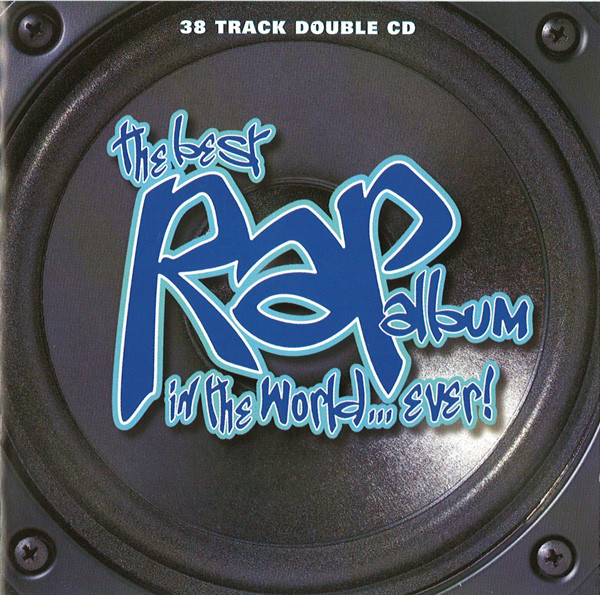 38 TRACK DOUBLE CD
the best
Rap
album
in the world... ever!